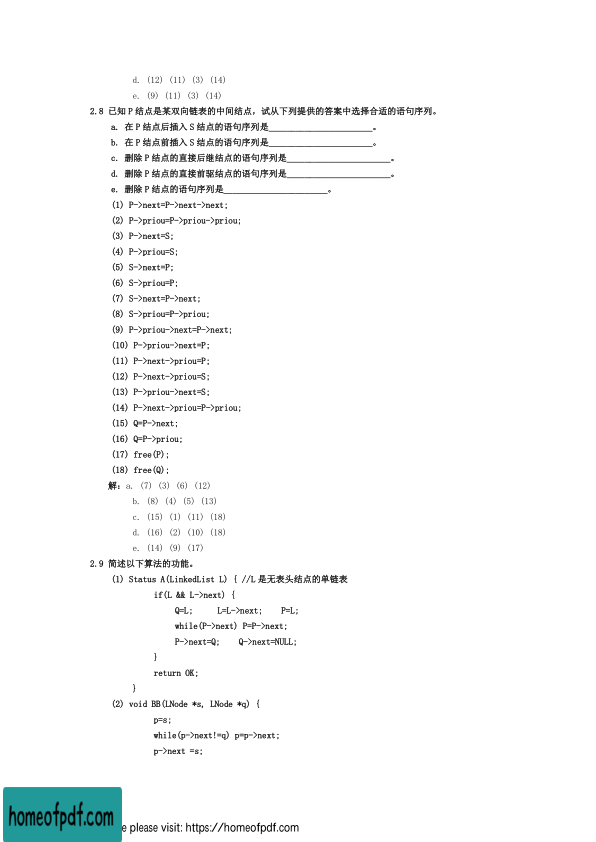 d. (12) (11) (3) (14)
e. (9) (11) (3) (14)
2.8 已知P结点是某双向链表的中间结点，试从下列提供的答案中选择合适的语句序列。
a. 在P结点后插入S结点的语句序列是_______________________。
b. 在P结点前插入S结点的语句序列是_______________________。
c. 删除P结点的直接后继结点的语句序列是_______________________。
d. 删除P结点的直接前驱结点的语句序列是_______________________。
e. 删除P结点的语句序列是_______________________。
(1) P->next=P->next->next;
(2) P->priou=P->priou->priou;
(3) P->next=S;
(4) P->priou=S;
(5) S->next=P;
(6) S->priou=P;
(7) S->next=P->next;
(8) S->priou=P->priou;
(9) P->priou->next=P->next;
(10) P->priou->next=P;
(11) P->next->priou=P;
(12) P->next->priou=S;
(13) P->priou->next=S;
(14) P->next->priou=P->priou;
(15) Q=P->next;
(16) Q=P->priou;
(17) free(P);
(18) free(Q);
解：a. (7) (3) (6) (12)
b. (8) (4) (5) (13)
c. (15) (1) (11) (18)
d. (16) (2) (10) (18)
e. (14) (9) (17)
2.9 简述以下算法的功能。
(1) Status A(LinkedList L) { //L是无表头结点的单链表
if(L && L->next) {
Q=L; L=L->next; P=L;
while(P->next) P=P->next;
P->next=Q; Q->next=NULL;
}
return OK;
}
(2) void BB(LNode *s, LNode *q) {
p=s;
while(p->next!=q) p=p->next;
p->next =s;
homeofpdf.com
e please visit: https://homeofpdf.com